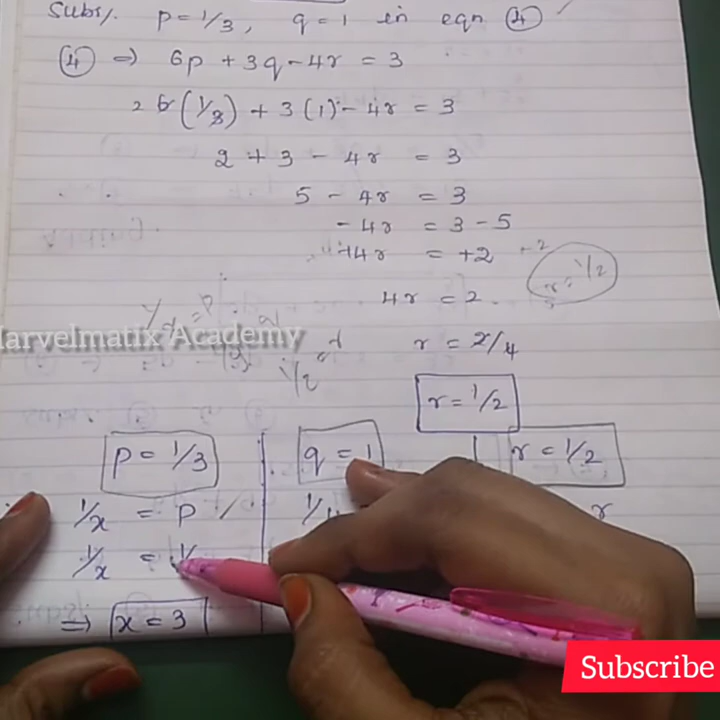 Subs/. p = 1/3, q = 1 in eqn ④
④ ⇒ 6p + 3q - 4r = 3
2 6(1/3) + 3(1) - 4r = 3
2 + 3 - 4r = 3
5 - 4r = 3
- 4r = 3 - 5
4r = +2
r = 1/2
4r = 2
1/x = p
Marvelmatix Academy
r = 2/4
1/2
r = 1/2
p = 1/3 q = 1 r = 1/2
1/x = p r
1/x =
⇒ x = 3
Subscribe